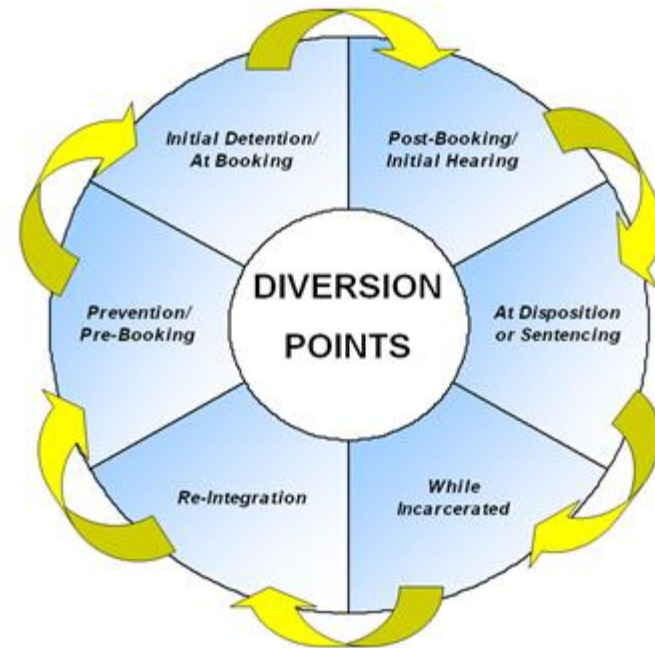 Initial Detention/
At Booking
Post-Booking/
Initial Hearing
DIVERSION
POINTS
Prevention/
Pre-Booking
At Disposition
or Sentencing
Re-Integration
While
Incarcerated